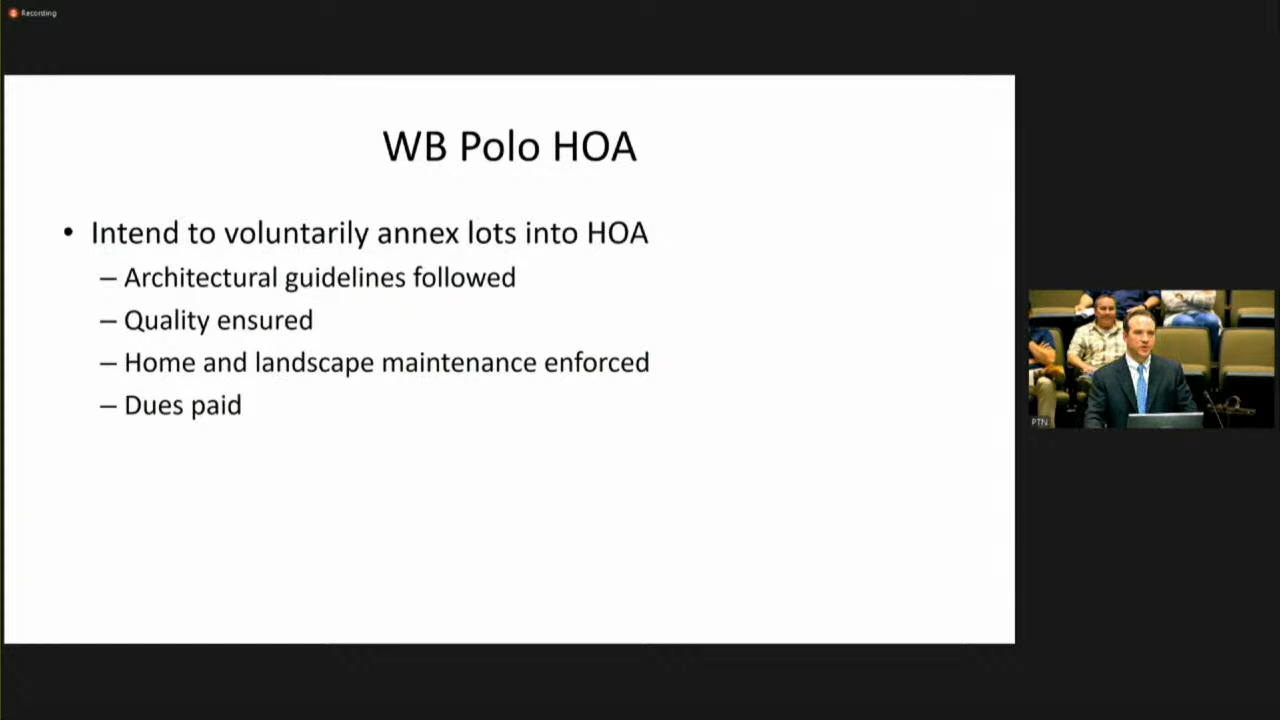 Recording
WB Polo HOA
• Intend to voluntarily annex lots into HOA
– Architectural guidelines followed
– Quality ensured
– Home and landscape maintenance enforced
– Dues paid
PTN